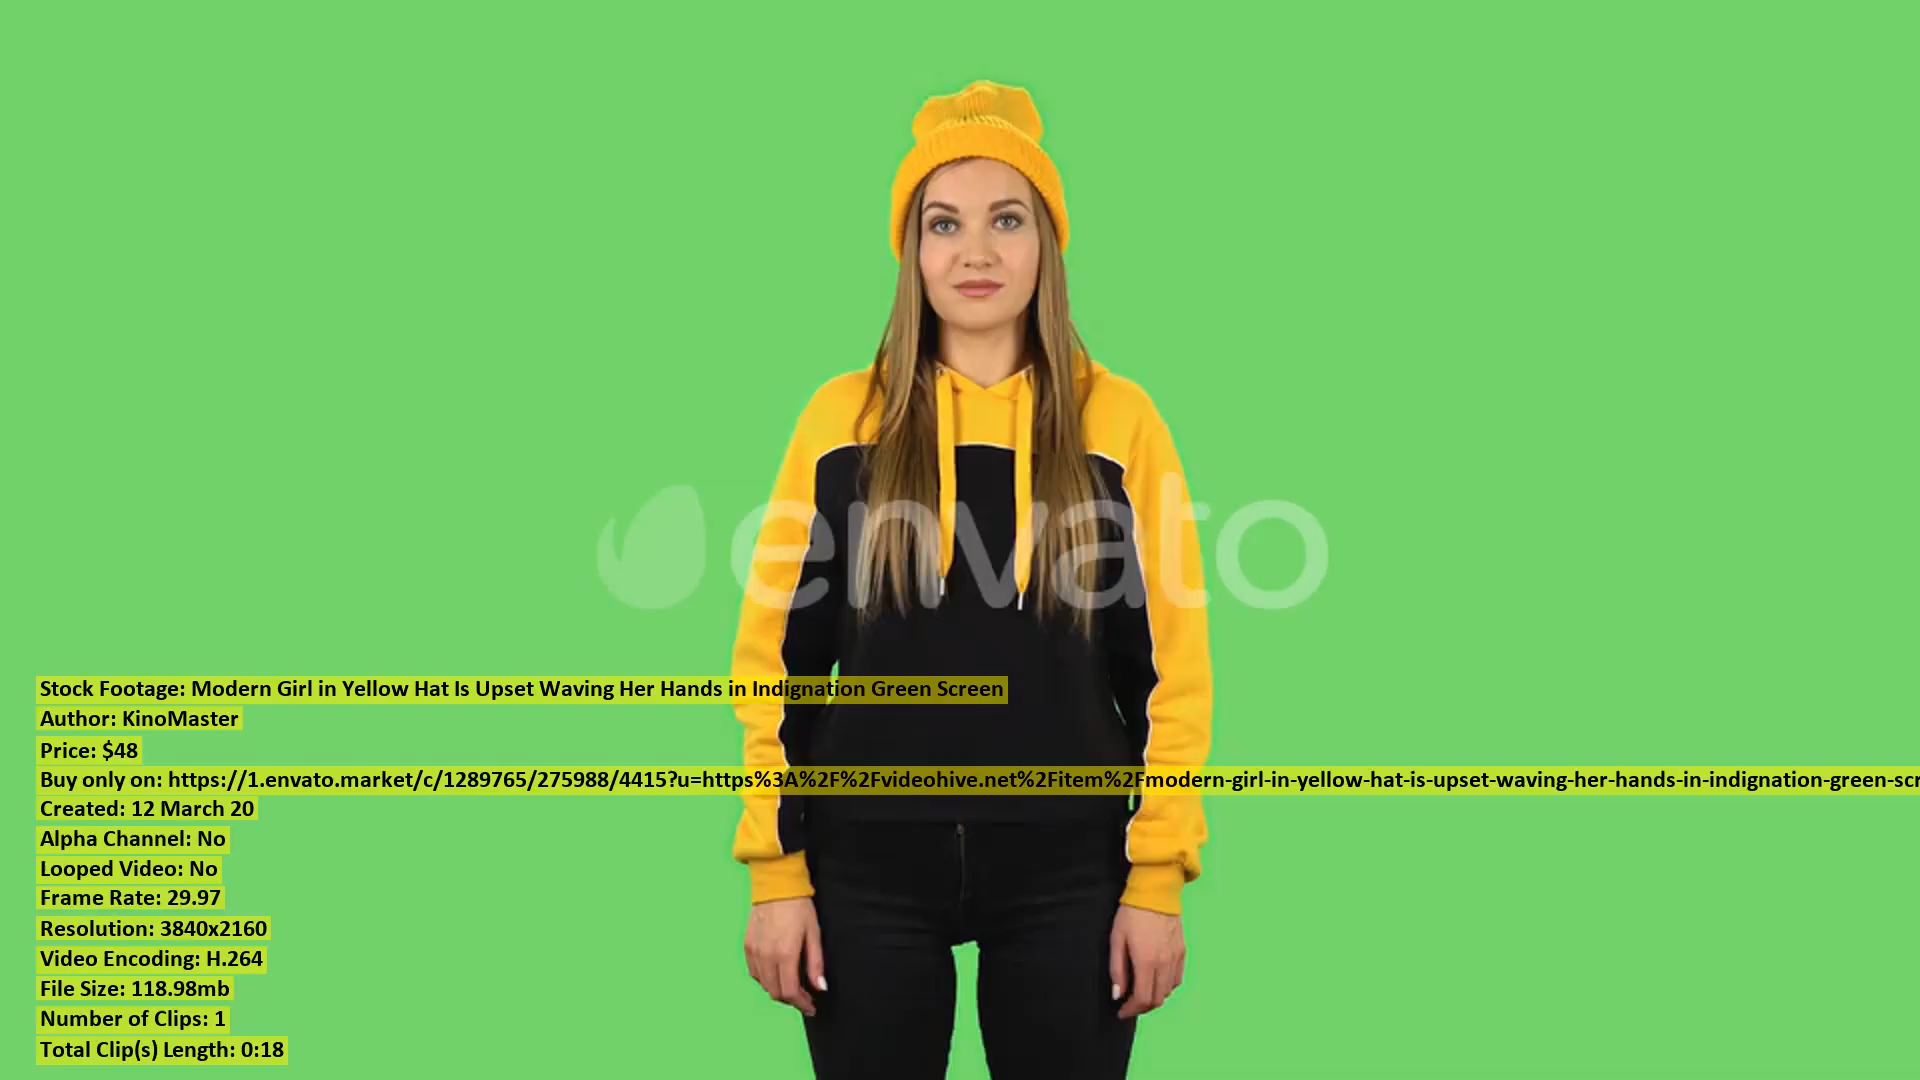 envato
Stock Footage: Modern Girl in Yellow Hat Is Upset Waving Her Hands in Indignation Green Screen
Author: KinoMaster
Price: $48
Buy only on: https://1.envato.market/c/1289765/275988/4415?u=https%3A%2F%2Fvideohive.net%2Fitem%2Fmodern-girl-in-yellow-hat-is-upset-waving-her-hands-in-indignation-green-scr
Created: 12 March 20
Alpha Channel: No
Looped Video: No
Frame Rate: 29.97
Resolution: 3840x2160
Video Encoding: H.264
File Size: 118.98mb
Number of Clips: 1
Total Clip(s) Length: 0:18